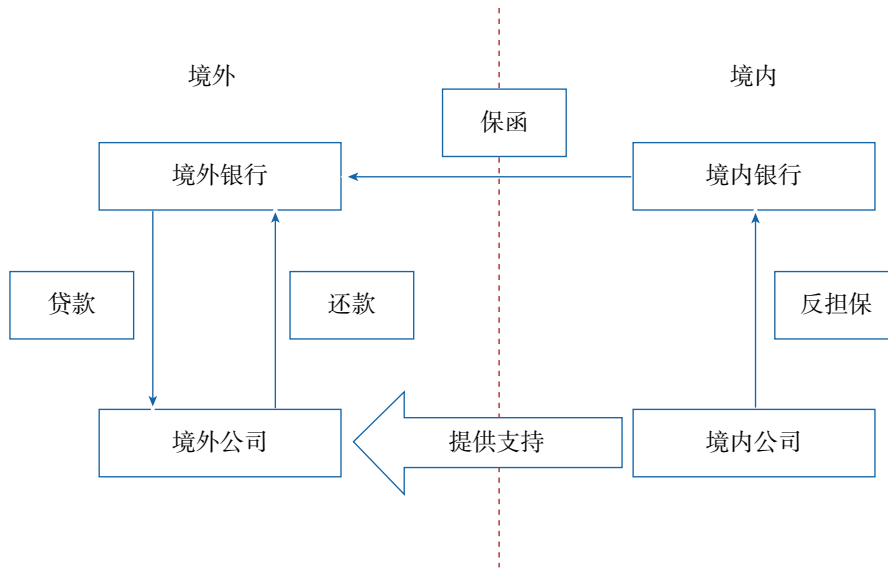 境外
境内
保函
境外银行
境内银行
贷款
还款
反担保
境外公司
提供支持
境内公司